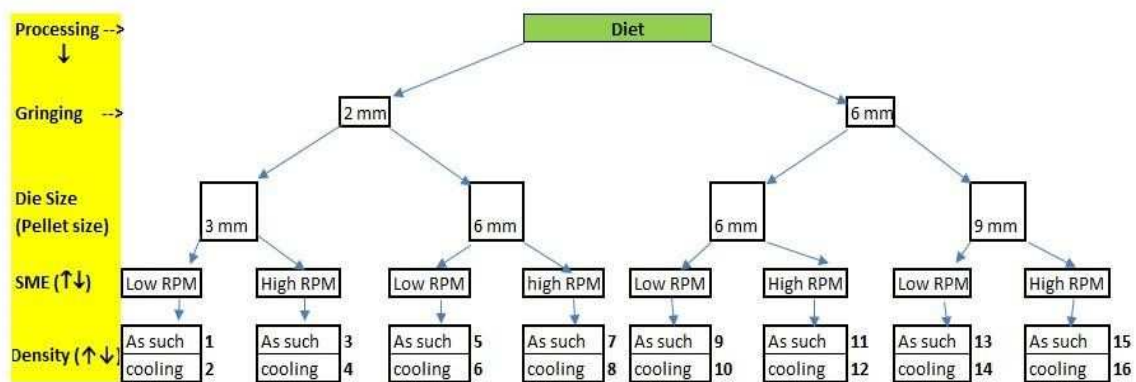 Processing --> Diet
↓
Gringing --> 2 mm 6 mm
Die Size
(Pellet size) 3 mm 6 mm 6 mm 9 mm
SME (↑↓) Low RPM High RPM Low RPM high RPM Low RPM High RPM Low RPM High RPM
Density (↑↓) As such 1 As such 3 As such 5 As such 7 As such 9 As such 11 As such 13 As such 15
cooling 2 cooling 4 cooling 6 cooling 8 cooling 10 cooling 12 cooling 14 cooling 16